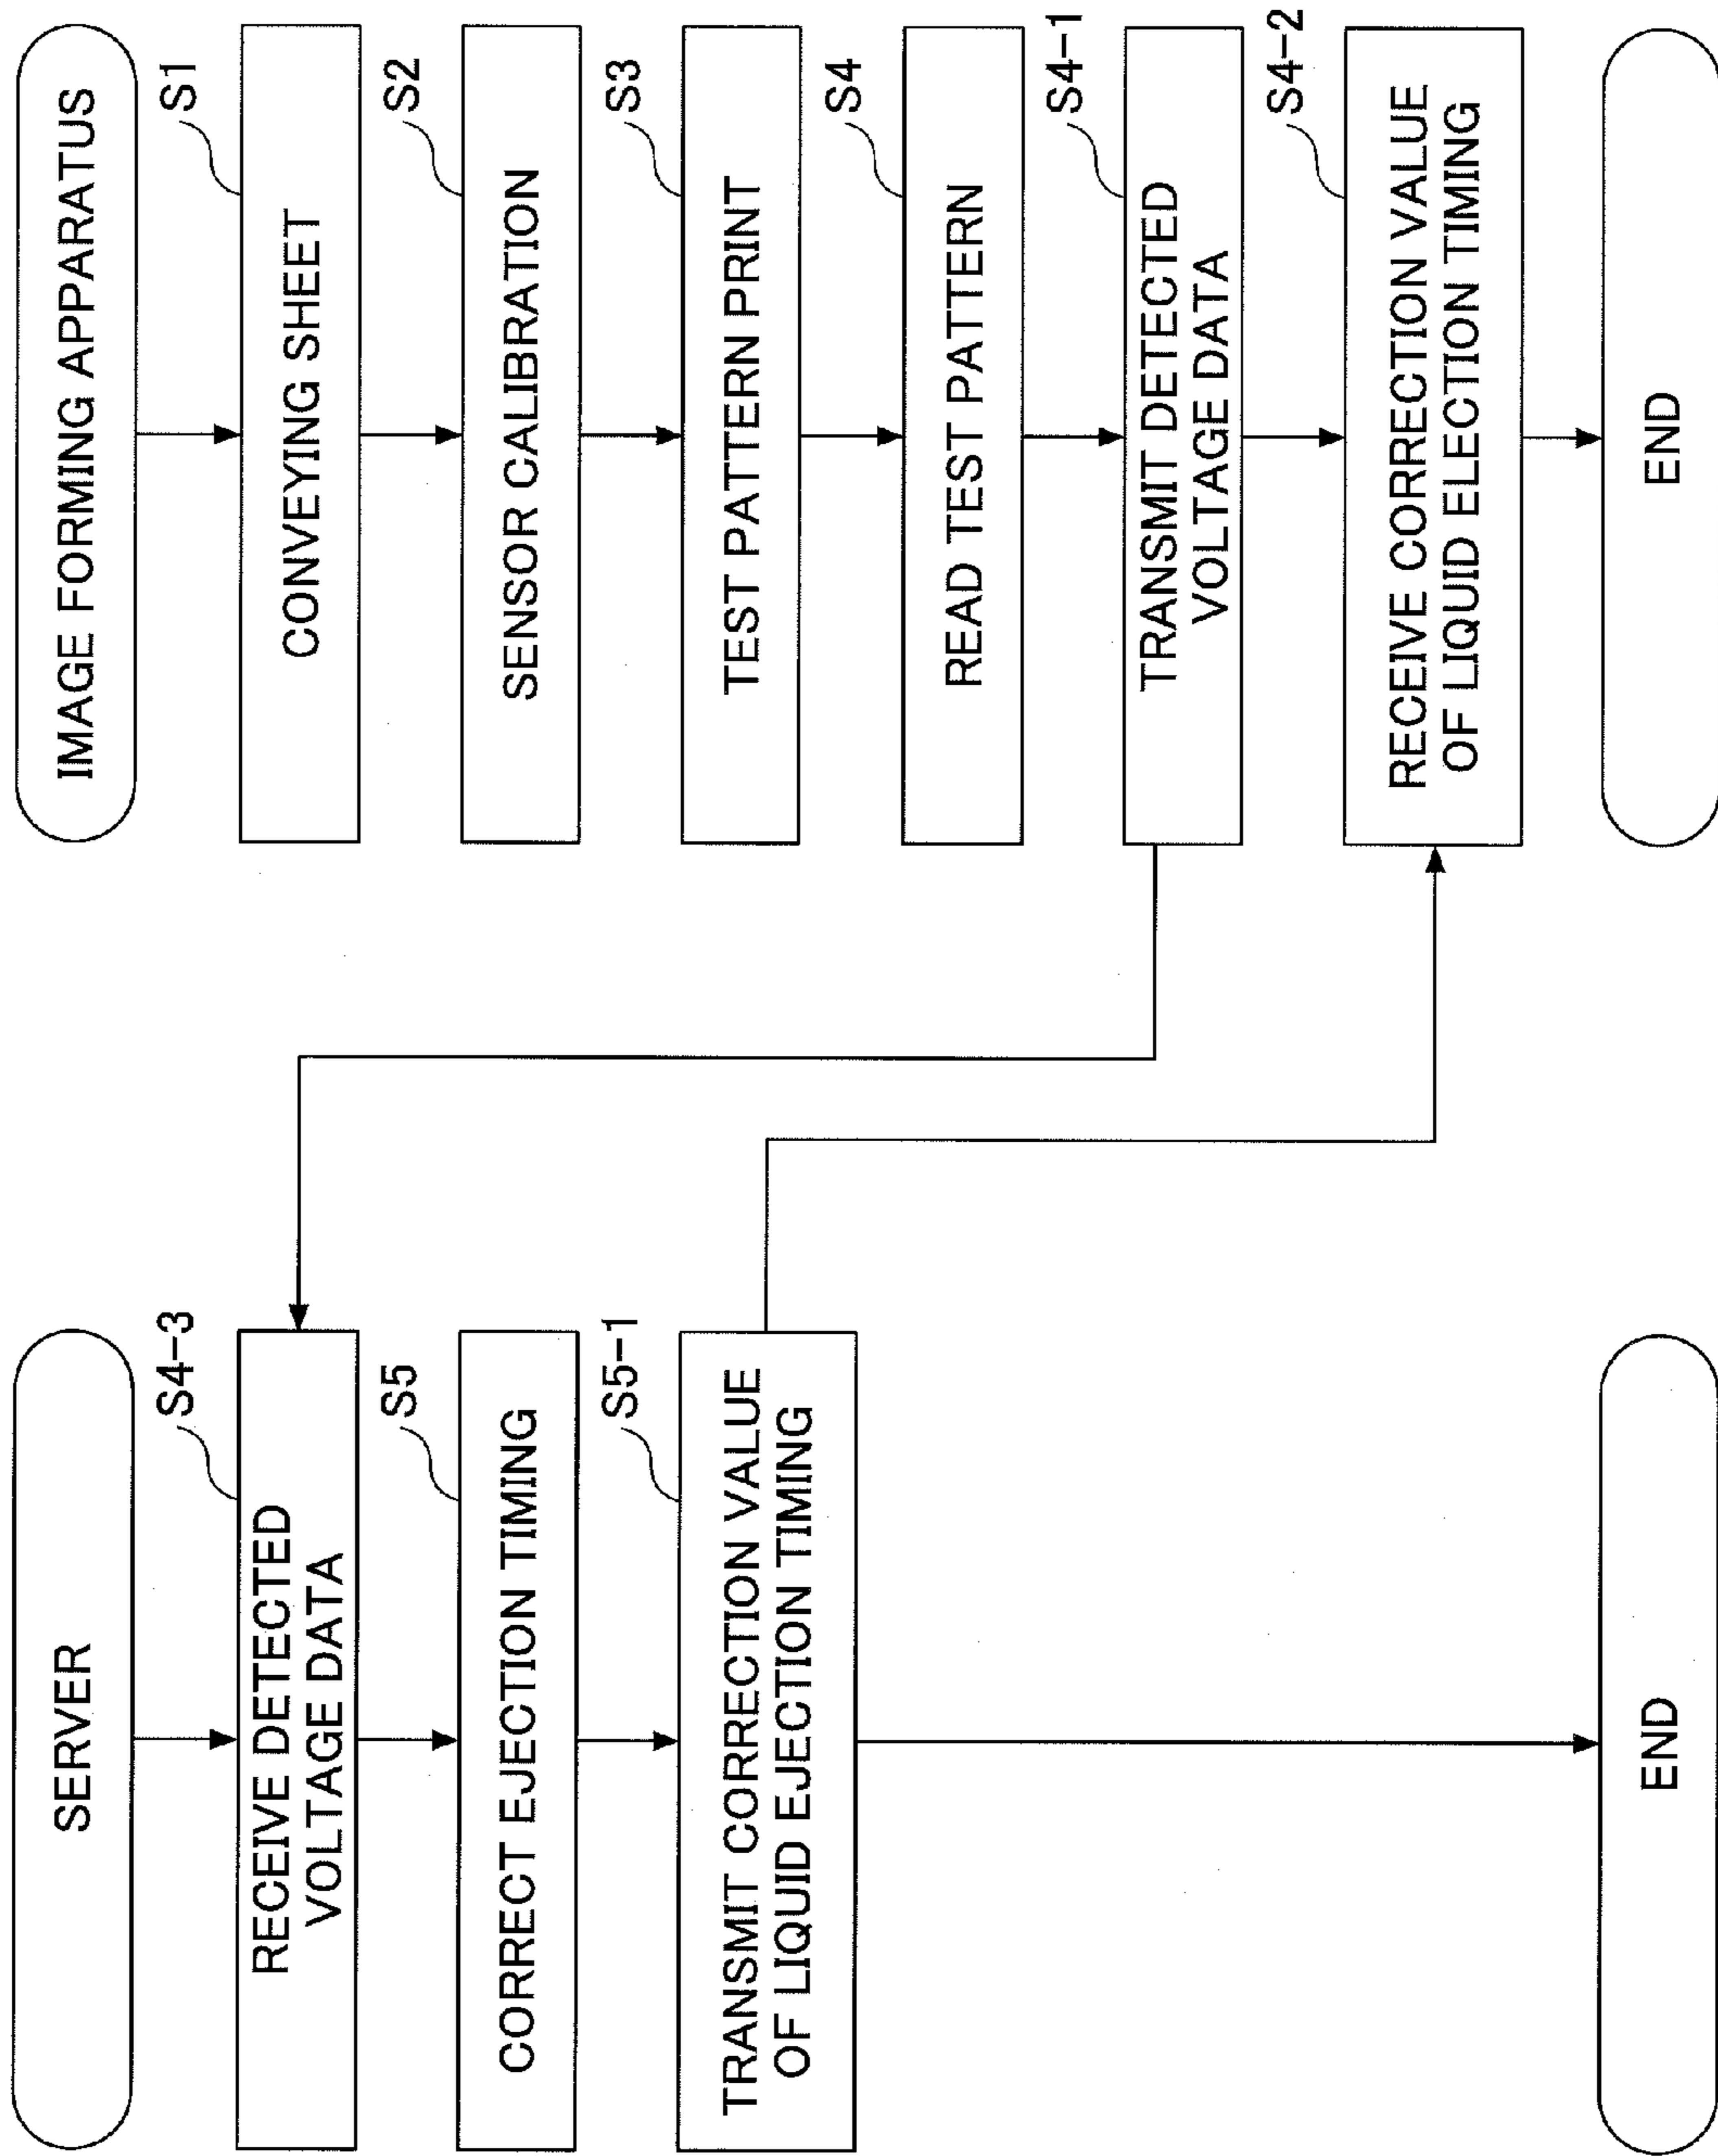 SERVER
S4-3
RECEIVE DETECTED
VOLTAGE DATA
S5
CORRECT EJECTION TIMING
S5-1
TRANSMIT CORRECTION VALUE
OF LIQUID EJECTION TIMING
END
IMAGE FORMING APPARATUS
S1
CONVEYING SHEET
S2
SENSOR CALIBRATION
S3
TEST PATTERN PRINT
S4
READ TEST PATTERN
S4-1
TRANSMIT DETECTED
VOLTAGE DATA
S4-2
RECEIVE CORRECTION VALUE
OF LIQUID ELECTION TIMING
END